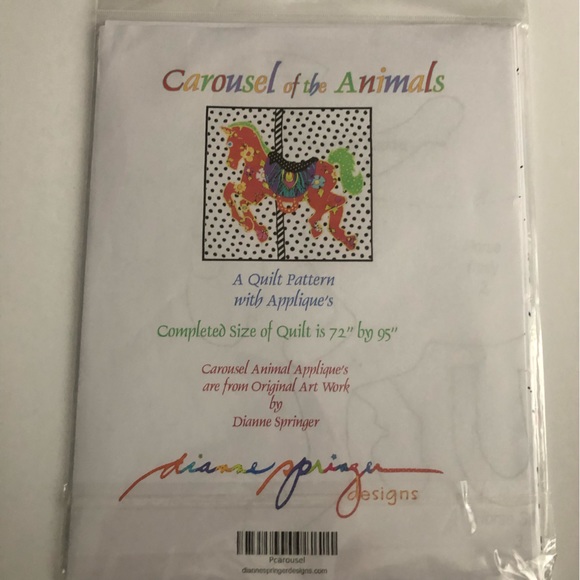 Carousel of the Animals
A Quilt Pattern
with Applique's
Completed Size of Quilt is 72" by 95"
Carousel Animal Applique's
are from Original Art Work
by
Dianne Springer
dianne springer
designs
Pcarousel
diannespringerdesigns.com